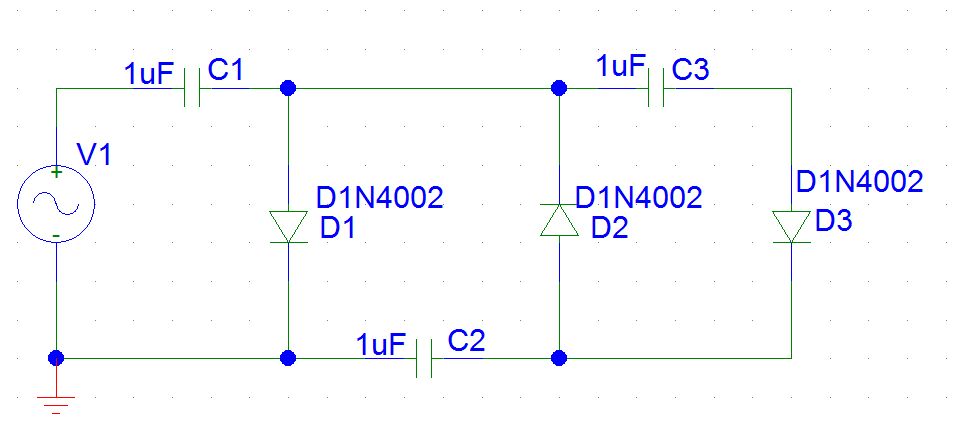 1uF C1
1uF C3
V1
+
-
D1N4002
D1
D1N4002
D2
D1N4002
D3
1uF C2